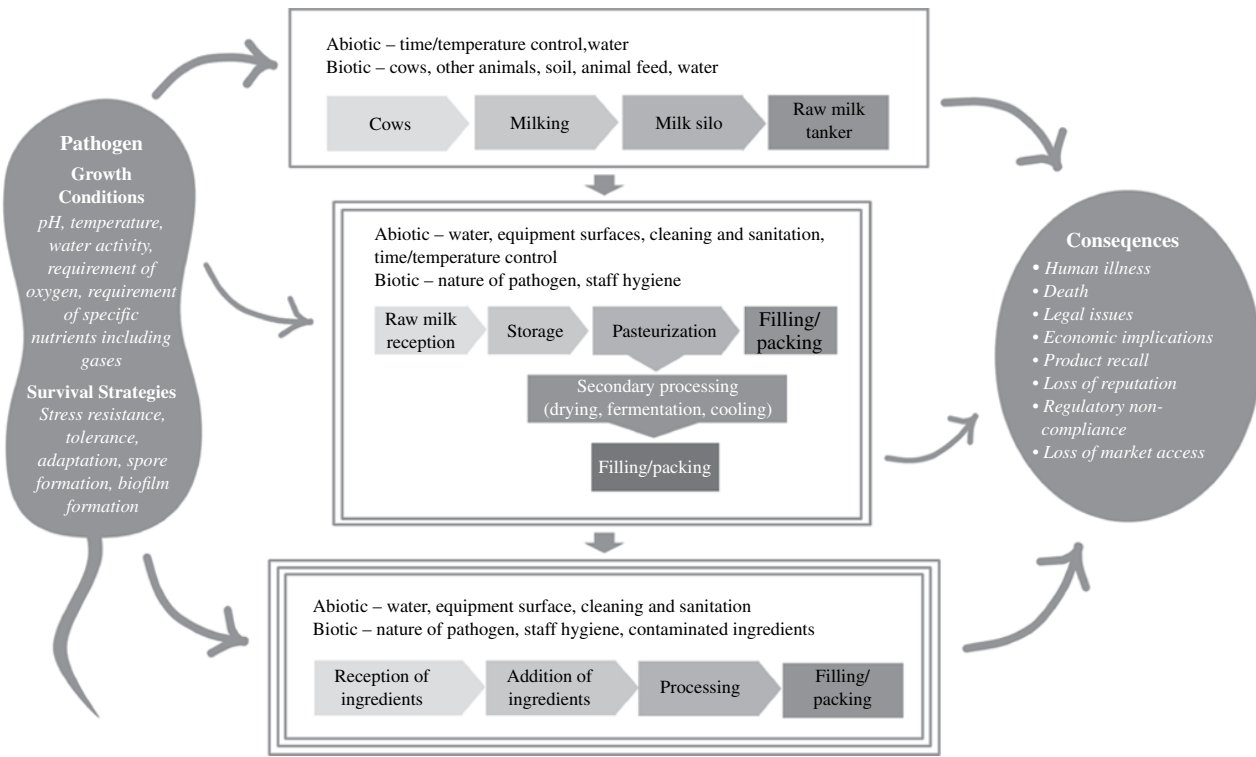 Pathogen
Growth
Conditions
pH, temperature,
water activity,
requirement of
oxygen, requirement
of specific
nutrients including
gases
Survival Strategies
Stress resistance,
tolerance,
adaptation, spore
formation, biofilm
formation
Abiotic – time/temperature control,water
Biotic – cows, other animals, soil, animal feed, water
Cows
Milking
Milk silo
Raw milk
tanker
Abiotic – water, equipment surfaces, cleaning and sanitation,
time/temperature control
Biotic – nature of pathogen, staff hygiene
Raw milk
reception
Storage
Pasteurization
Filling/
packing
Secondary processing
(drying, fermentation, cooling)
Filling/packing
Abiotic – water, equipment surface, cleaning and sanitation
Biotic – nature of pathogen, staff hygiene, contaminated ingredients
Reception of
ingredients
Addition of
ingredients
Processing
Filling/
packing
Conseqences
• Human illness
• Death
• Legal issues
• Economic implications
• Product recall
• Loss of reputation
• Regulatory non-
compliance
• Loss of market access